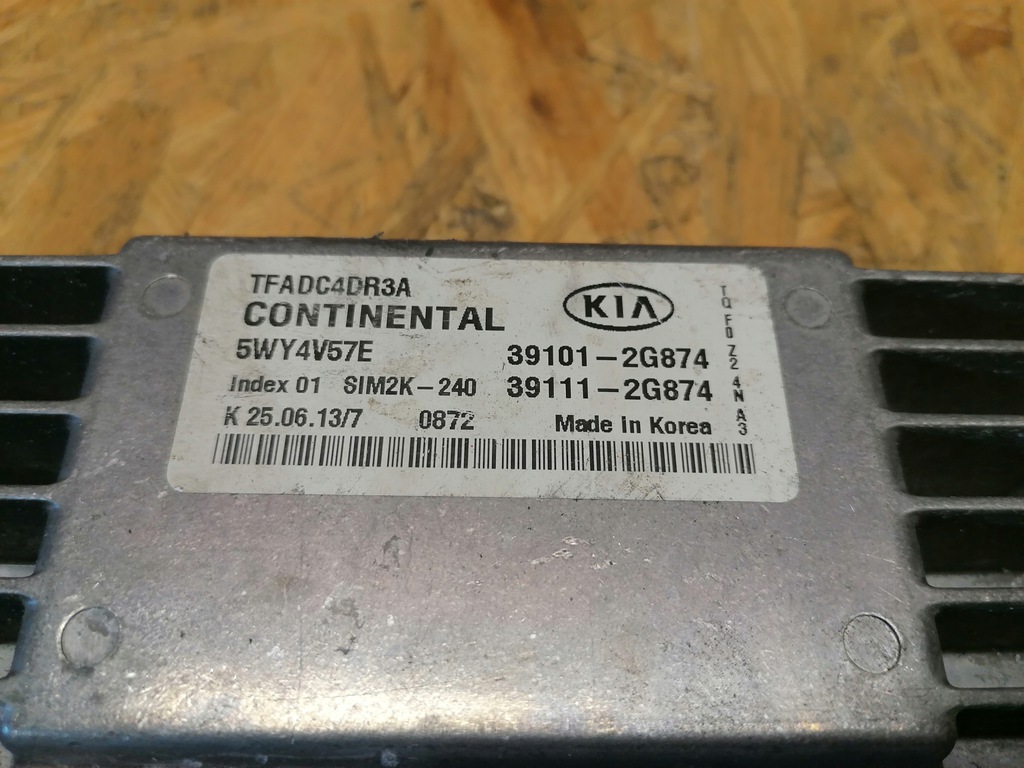 TFADC4DR3A
CONTINENTAL
KIA
5WY4V57E 39101-2G874
Index 01 SIM2K-240 39111-2G874
K 25.06.13/7 0872 Made in Korea
TQ FD Z2 4N A3